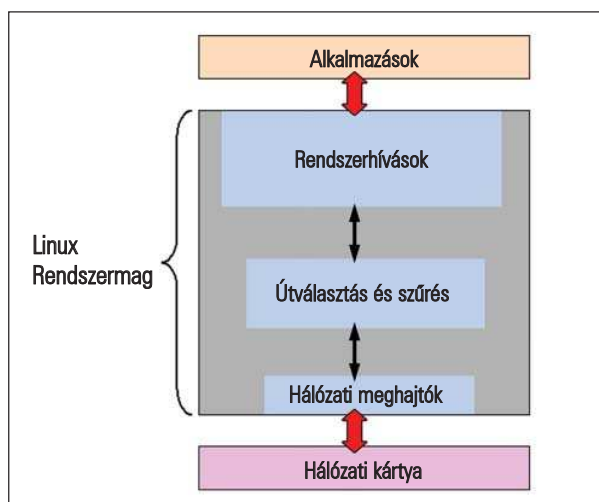 Alkalmazások
Rendszerhívások
Linux
Rendszermag
Útválasztás és szűrés
Hálózati meghajtók
Hálózati kártya